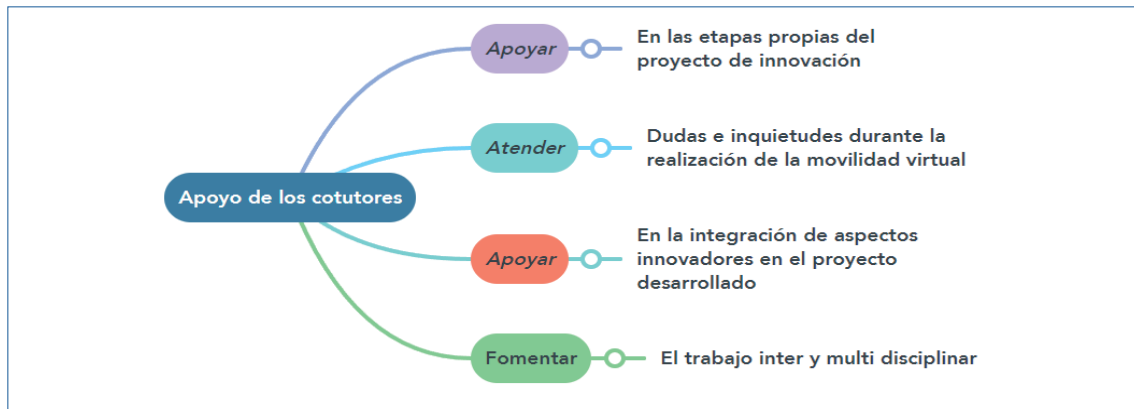 Apoyo de los cotutores
Apoyar
En las etapas propias del
proyecto de innovación
Atender
Dudas e inquietudes durante la
realización de la movilidad virtual
Apoyar
En la integración de aspectos
innovadores en el proyecto
desarrollado
Fomentar
El trabajo inter y multi disciplinar